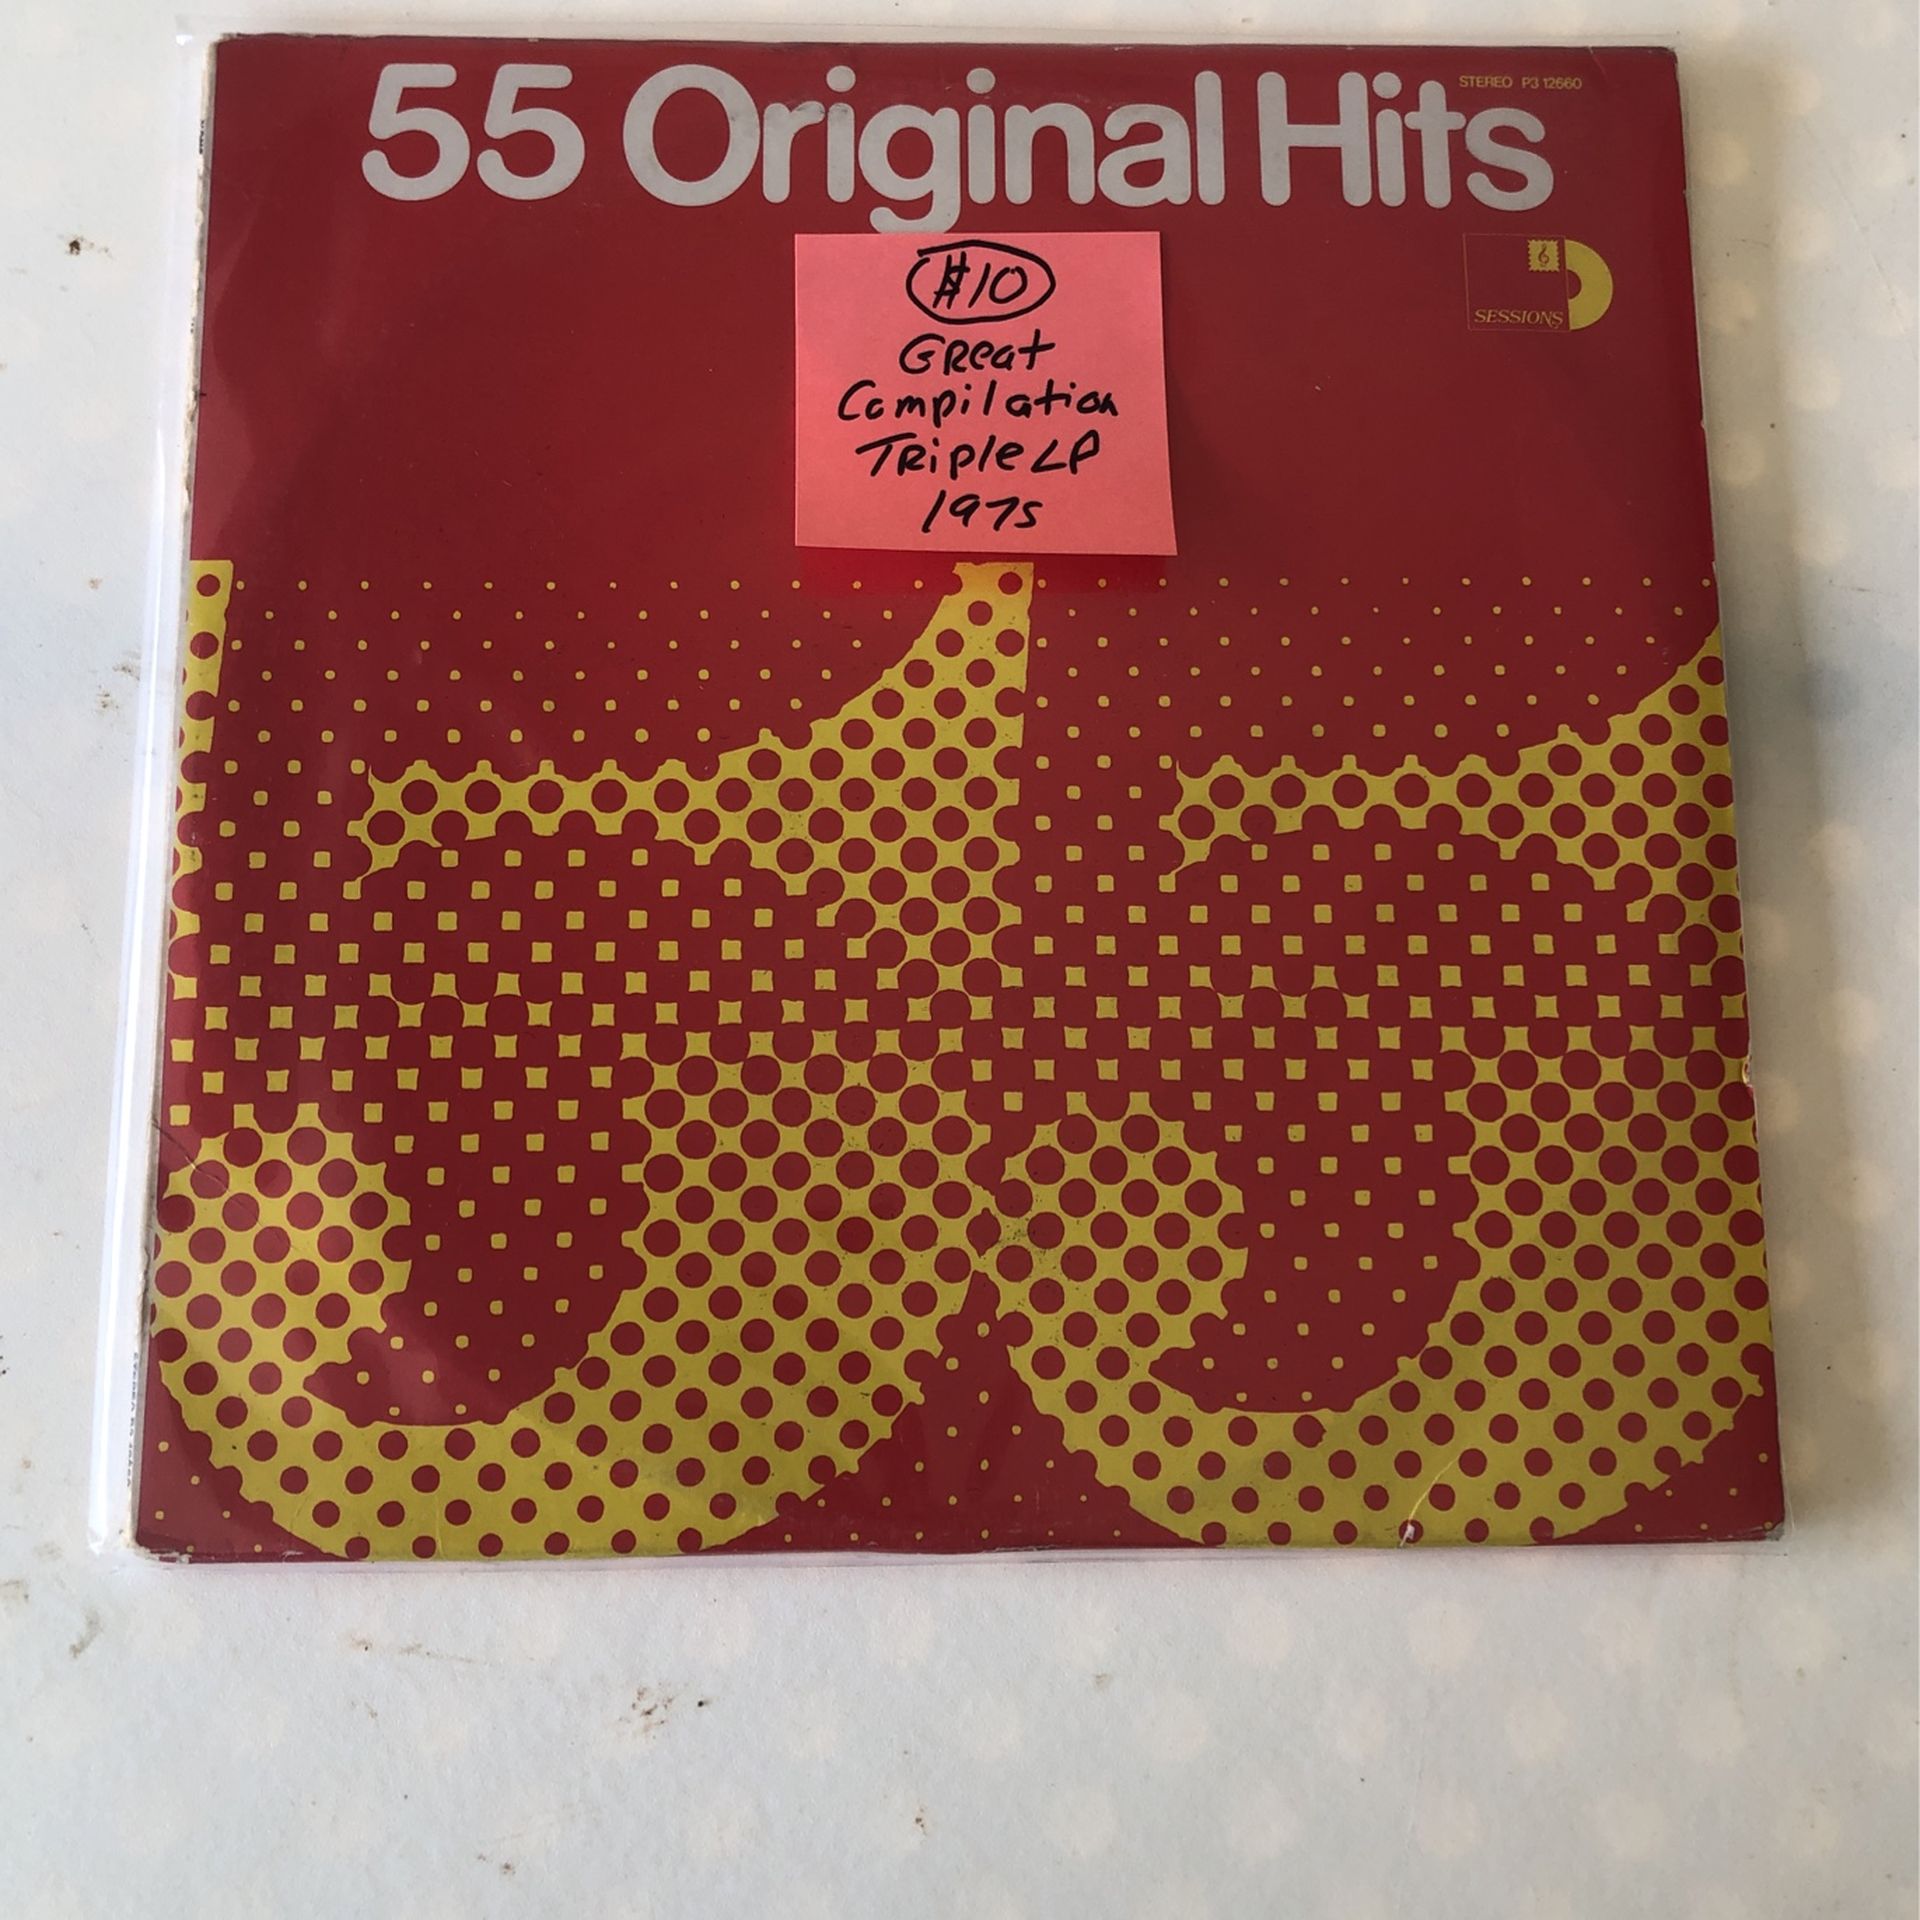 55 Original Hits
STEREO P3 12660
SESSIONS
$10
GReat
Compilation
TRiple LP
1975